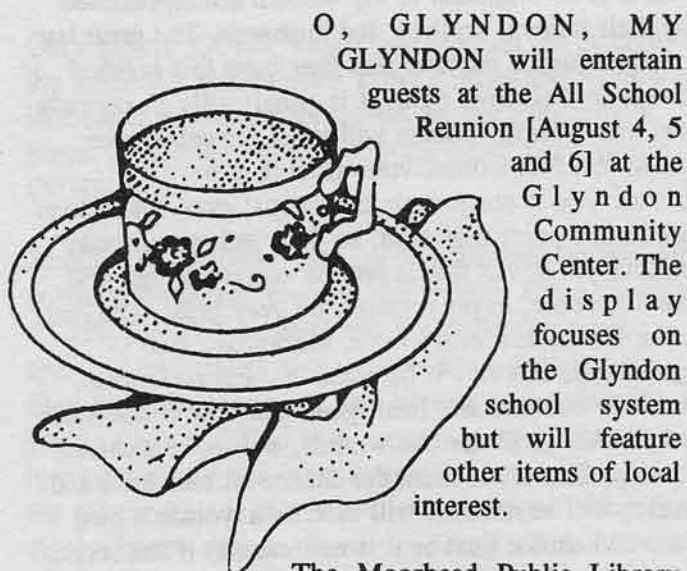 O, GLYNDON, MY
GLYNDON will entertain
guests at the All School
Reunion [August 4, 5
and 6] at the
Glyndon
Community
Center. The
display
focuses on
the Glyndon
school system
but will feature
other items of local
interest.
The Moorhead Public Library